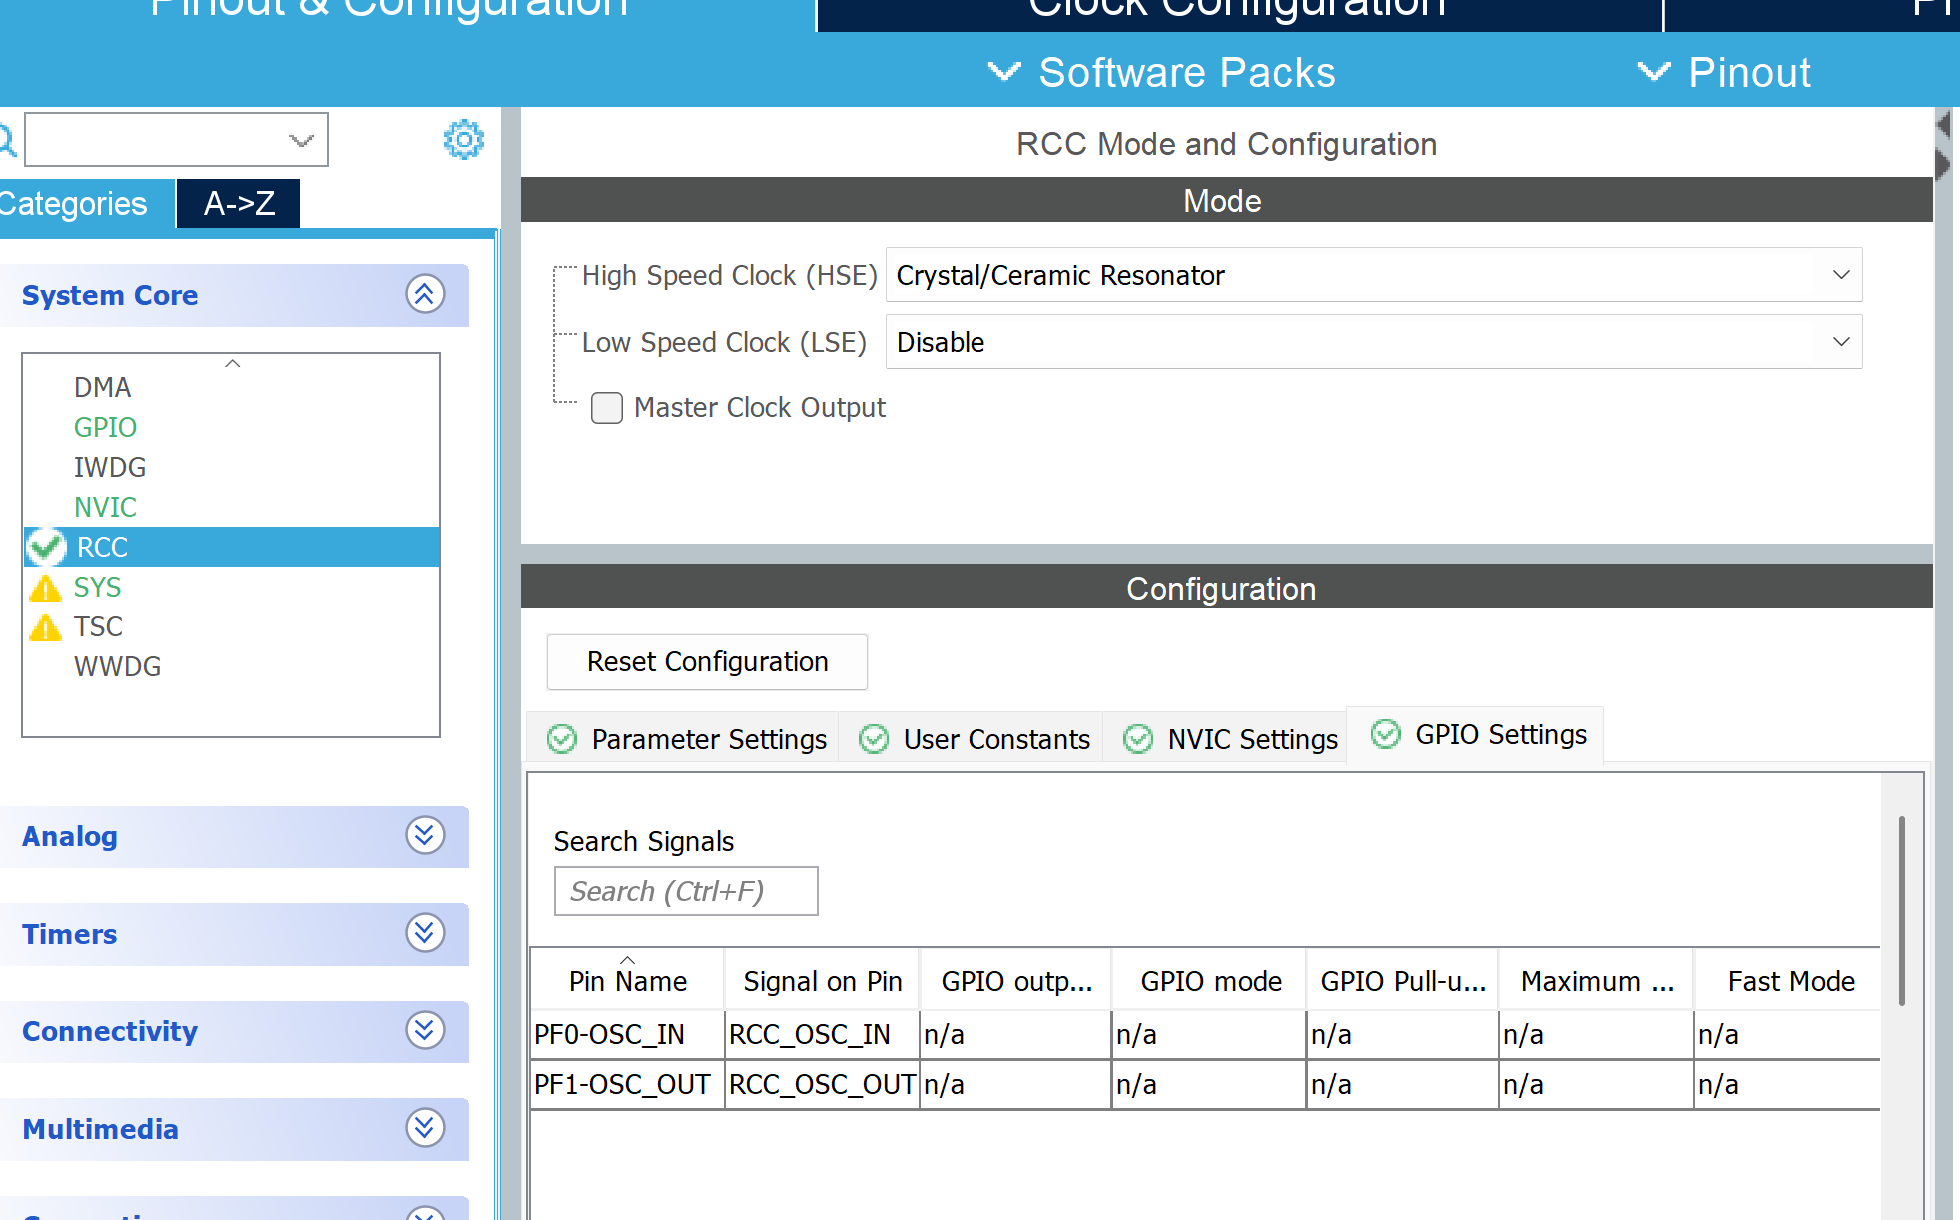 Pinout & Configuration
Clock Configuration
Software Packs
Pinout
RCC Mode and Configuration
Categories
A->Z
Mode
System Core
High Speed Clock (HSE)
Crystal/Ceramic Resonator
Low Speed Clock (LSE)
Disable
Master Clock Output
DMA
GPIO
IWDG
NVIC
RCC
SYS
TSC
WWDG
Configuration
Reset Configuration
Parameter Settings
User Constants
NVIC Settings
GPIO Settings
Analog
Search Signals
Search (Ctrl+F)
Timers
Pin Name Signal on Pin GPIO outp... GPIO mode GPIO Pull-u... Maximum ... Fast Mode
PF0-OSC_IN RCC_OSC_IN n/a n/a n/a n/a n/a
PF1-OSC_OUT RCC_OSC_OUT n/a n/a n/a n/a n/a
Connectivity
Multimedia